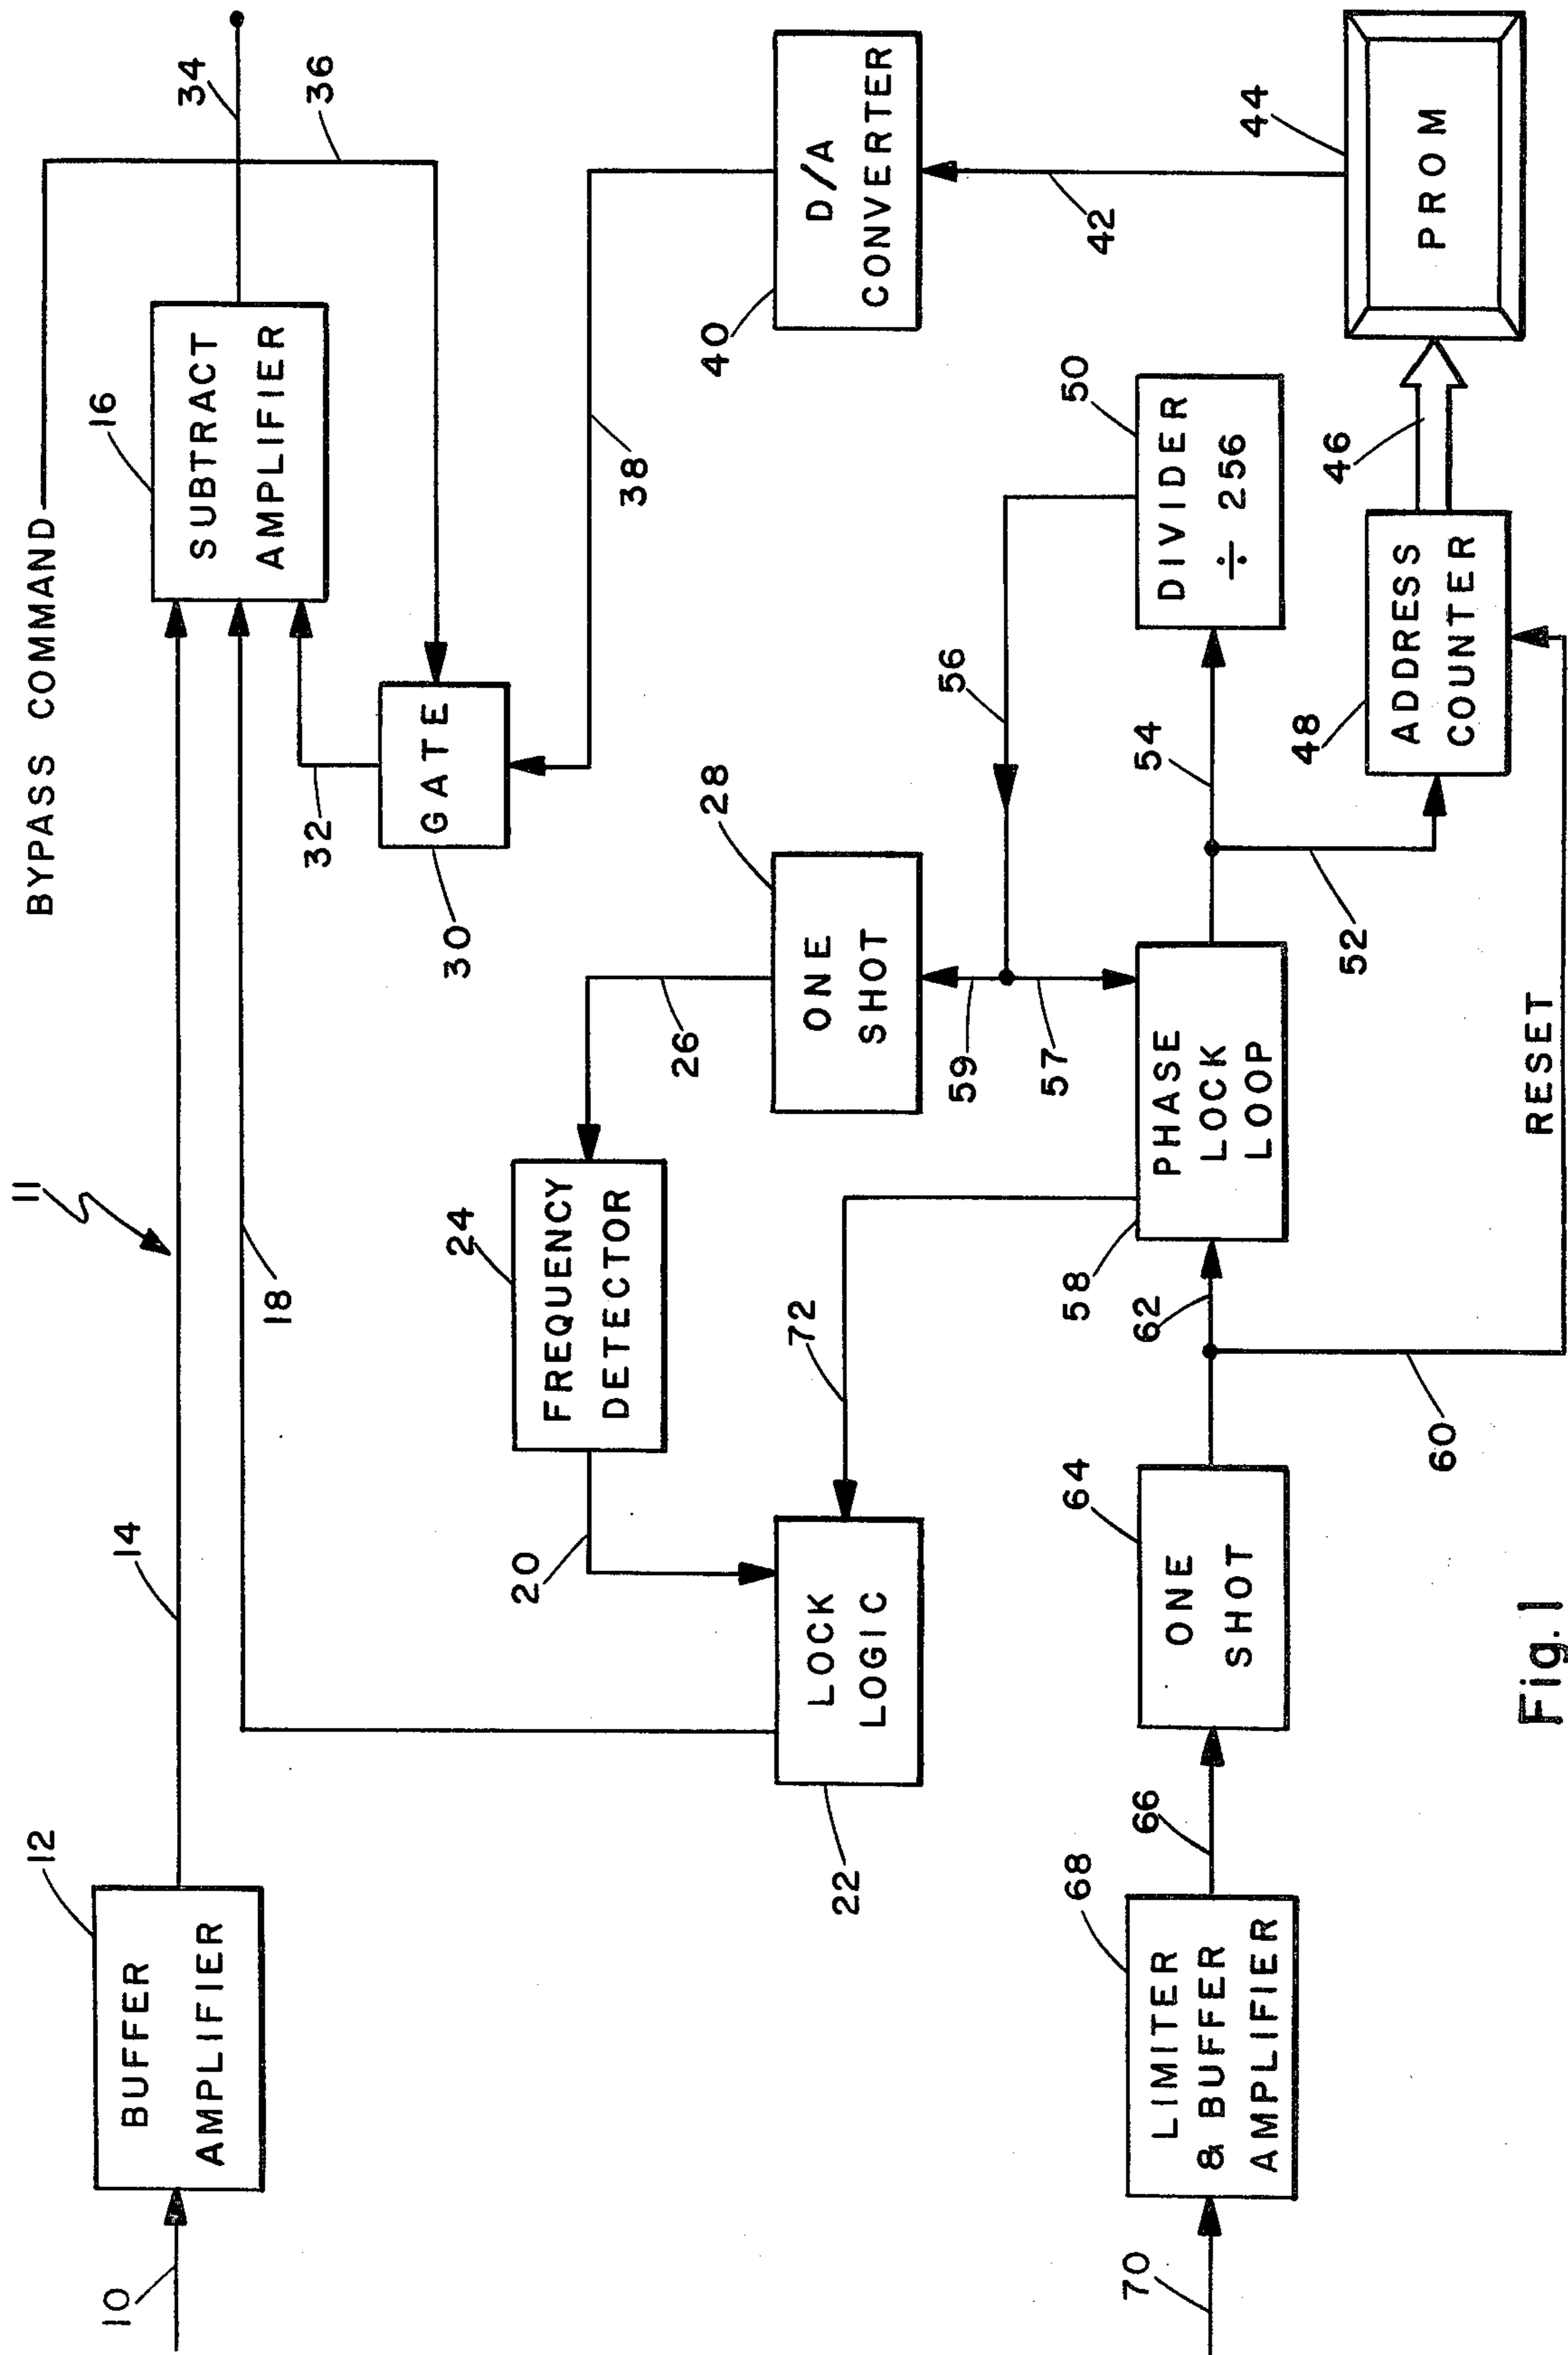 BYPASS COMMAND
11
10
12
BUFFER
AMPLIFIER
14
16
SUBTRACT
AMPLIFIER
34
36
18
32
GATE
30
38
24
FREQUENCY
DETECTOR
26
20
28
ONE
SHOT
40
D/A
CONVERTER
42
72
LOCK
LOGIC
22
59
57
56
50
DIVIDER
÷ 256
54
52
70
68
LIMITER
& BUFFER
AMPLIFIER
66
64
ONE
SHOT
62
60
58
PHASE
LOCK
LOOP
48
ADDRESS
COUNTER
46
44
PROM
RESET
Fig. 1